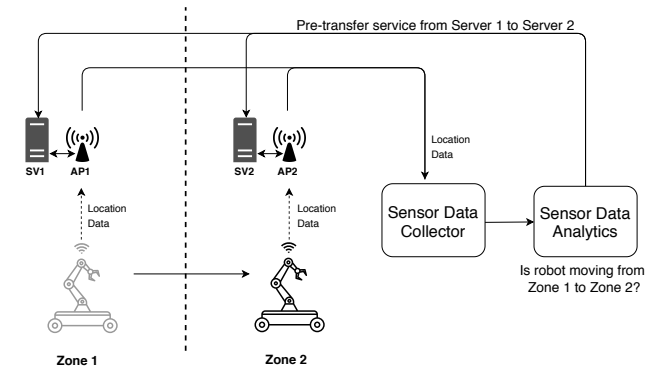 Pre-transfer service from Server 1 to Server 2
SV1
AP1
SV2
AP2
Location
Data
Location
Data
Location
Data
Sensor Data
Collector
Sensor Data
Analytics
Is robot moving from
Zone 1 to Zone 2?
Zone 1
Zone 2